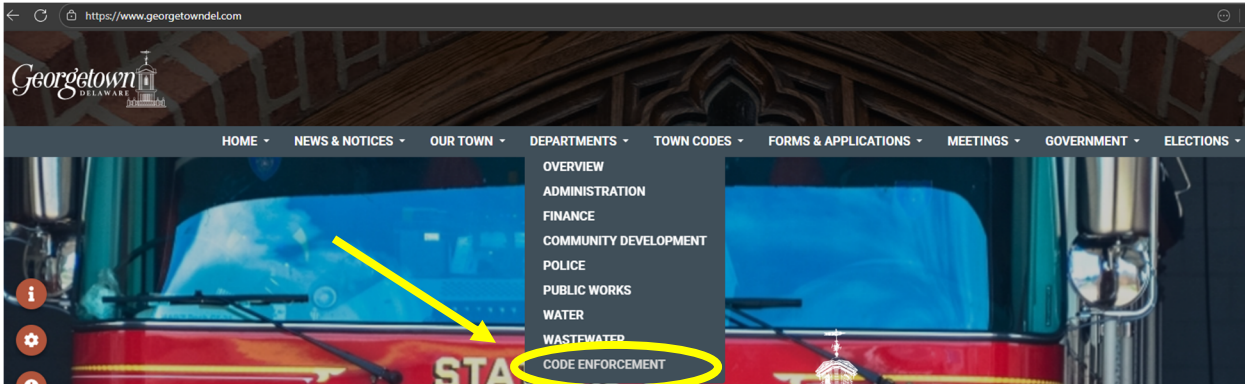 https://www.georgetowndel.com
Georgetown
DELAWARE
HOME NEWS & NOTICES OUR TOWN DEPARTMENTS TOWN CODES FORMS & APPLICATIONS MEETINGS GOVERNMENT ELECTIONS
OVERVIEW
ADMINISTRATION
FINANCE
COMMUNITY DEVELOPMENT
POLICE
PUBLIC WORKS
WATER
WASTEWATER
CODE ENFORCEMENT
STA